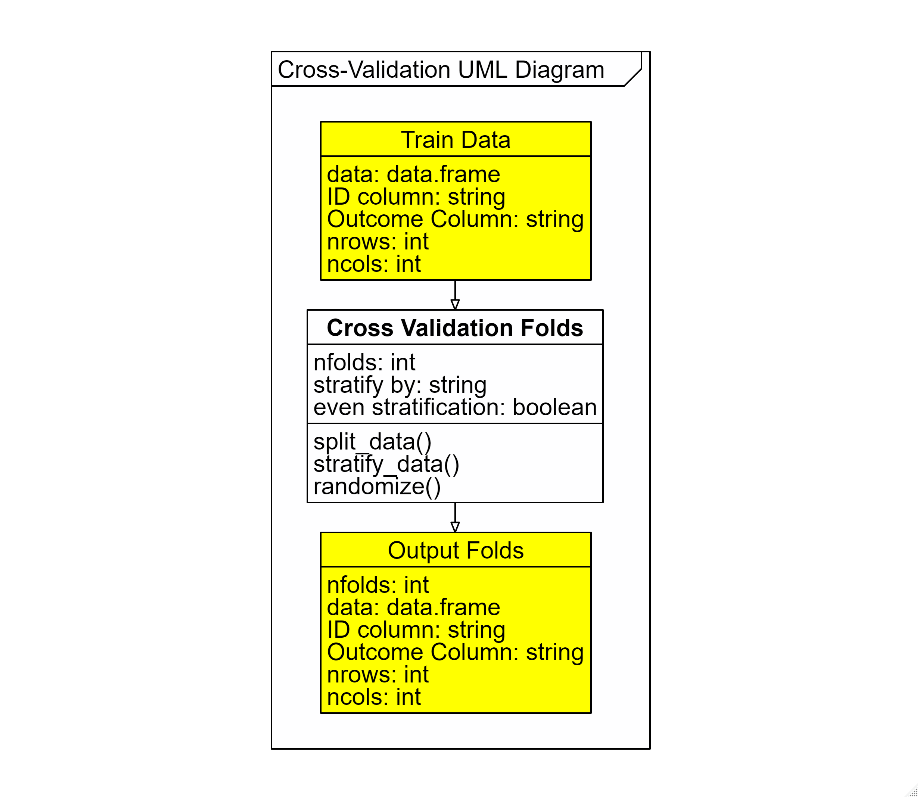 Cross-Validation UML Diagram
Train Data
data: data.frame
ID column: string
Outcome Column: string
nrows: int
ncols: int
Cross Validation Folds
nfolds: int
stratify by: string
even stratification: boolean
split_data()
stratify_data()
randomize()
Output Folds
nfolds: int
data: data.frame
ID column: string
Outcome Column: string
nrows: int
ncols: int